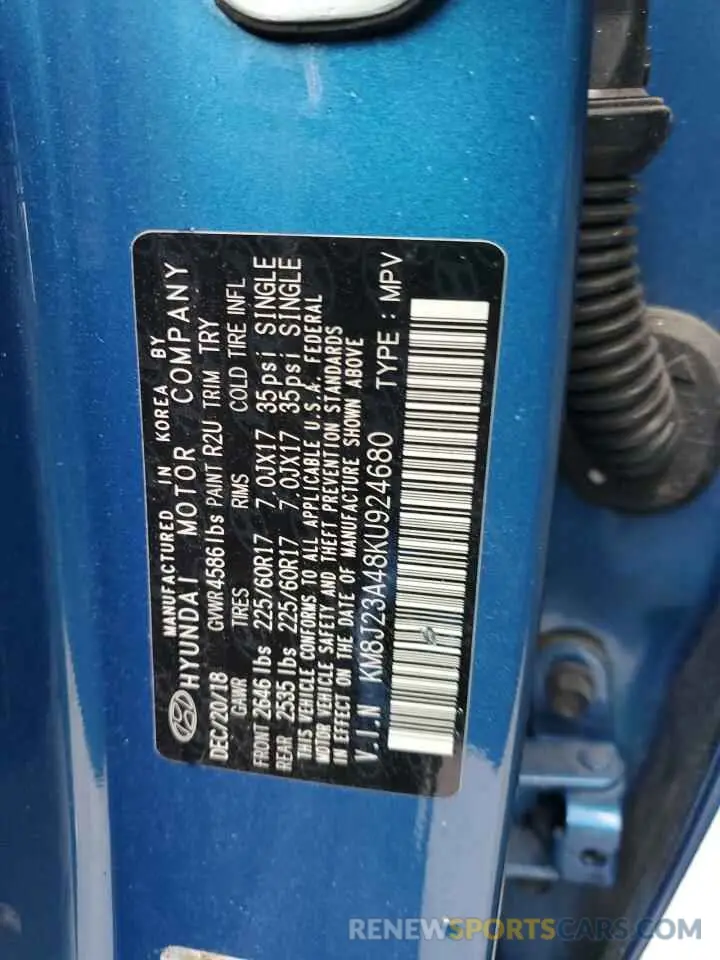 MANUFACTURED IN KOREA BY
HYUNDAI MOTOR COMPANY
DEC/20/18 GVWR 4586 lbs PAINT R2U TRIM TRY
GAWR TIRES RIMS COLD TIRE INFL
FRONT 2646 lbs 225/60R17 7.0JX17 35psi SINGLE
REAR 2535 lbs 225/60R17 7.0JX17 35psi SINGLE
THIS VEHICLE CONFORMS TO ALL APPLICABLE U.S.A. FEDERAL
MOTOR VEHICLE SAFETY AND THEFT PREVENTION STANDARDS
IN EFFECT ON THE DATE OF MANUFACTURE SHOWN ABOVE
V.I.N KM8J23A48KU924680 TYPE : MPV
RENEWSPORTSCARS.COM